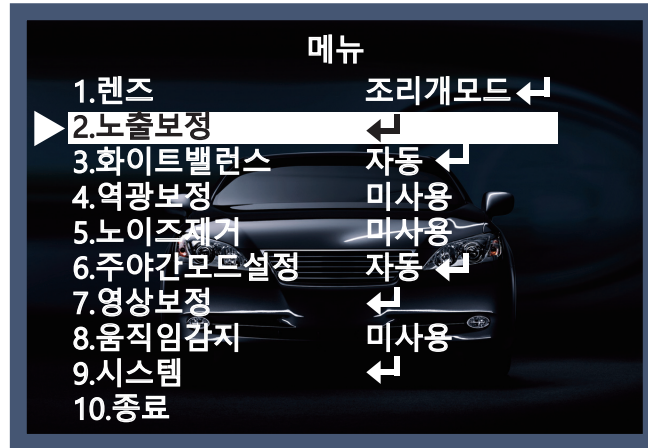 메뉴
1.렌즈 조리개모드 ↵
2.노출보정 ↵
3.화이트밸런스 자동 ↵
4.역광보정 미사용
5.노이즈제거 미사용
6.주야간모드설정 자동 ↵
7.영상보정 ↵
8.움직임감지 미사용
9.시스템 ↵
10.종료